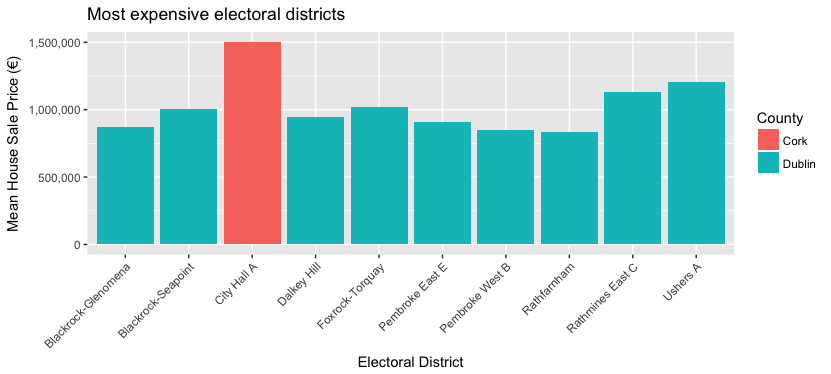 Most expensive electoral districts
Mean House Sale Price (€)
1,500,000
1,000,000
500,000
0
Blackrock-Glenomena
Blackrock-Seapoint
City Hall A
Dalkey Hill
Foxrock-Torquay
Pembroke East E
Pembroke West B
Rathfarnham
Rathmines East C
Ushers A
Electoral District
County
Cork
Dublin